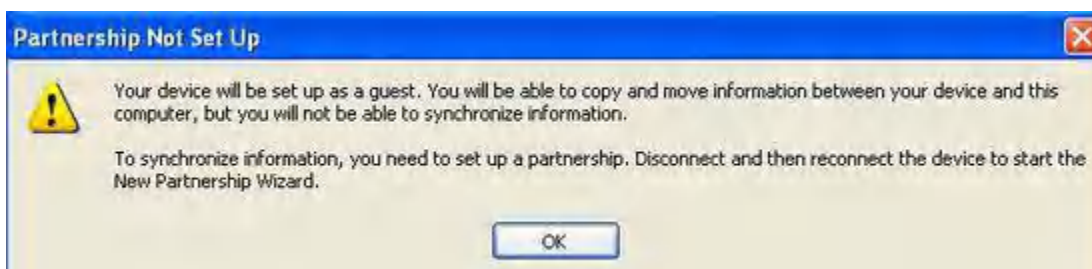 Partnership Not Set Up
Your device will be set up as a guest. You will be able to copy and move information between your device and this
computer, but you will not be able to synchronize information.
To synchronize information, you need to set up a partnership. Disconnect and then reconnect the device to start the
New Partnership Wizard.
OK